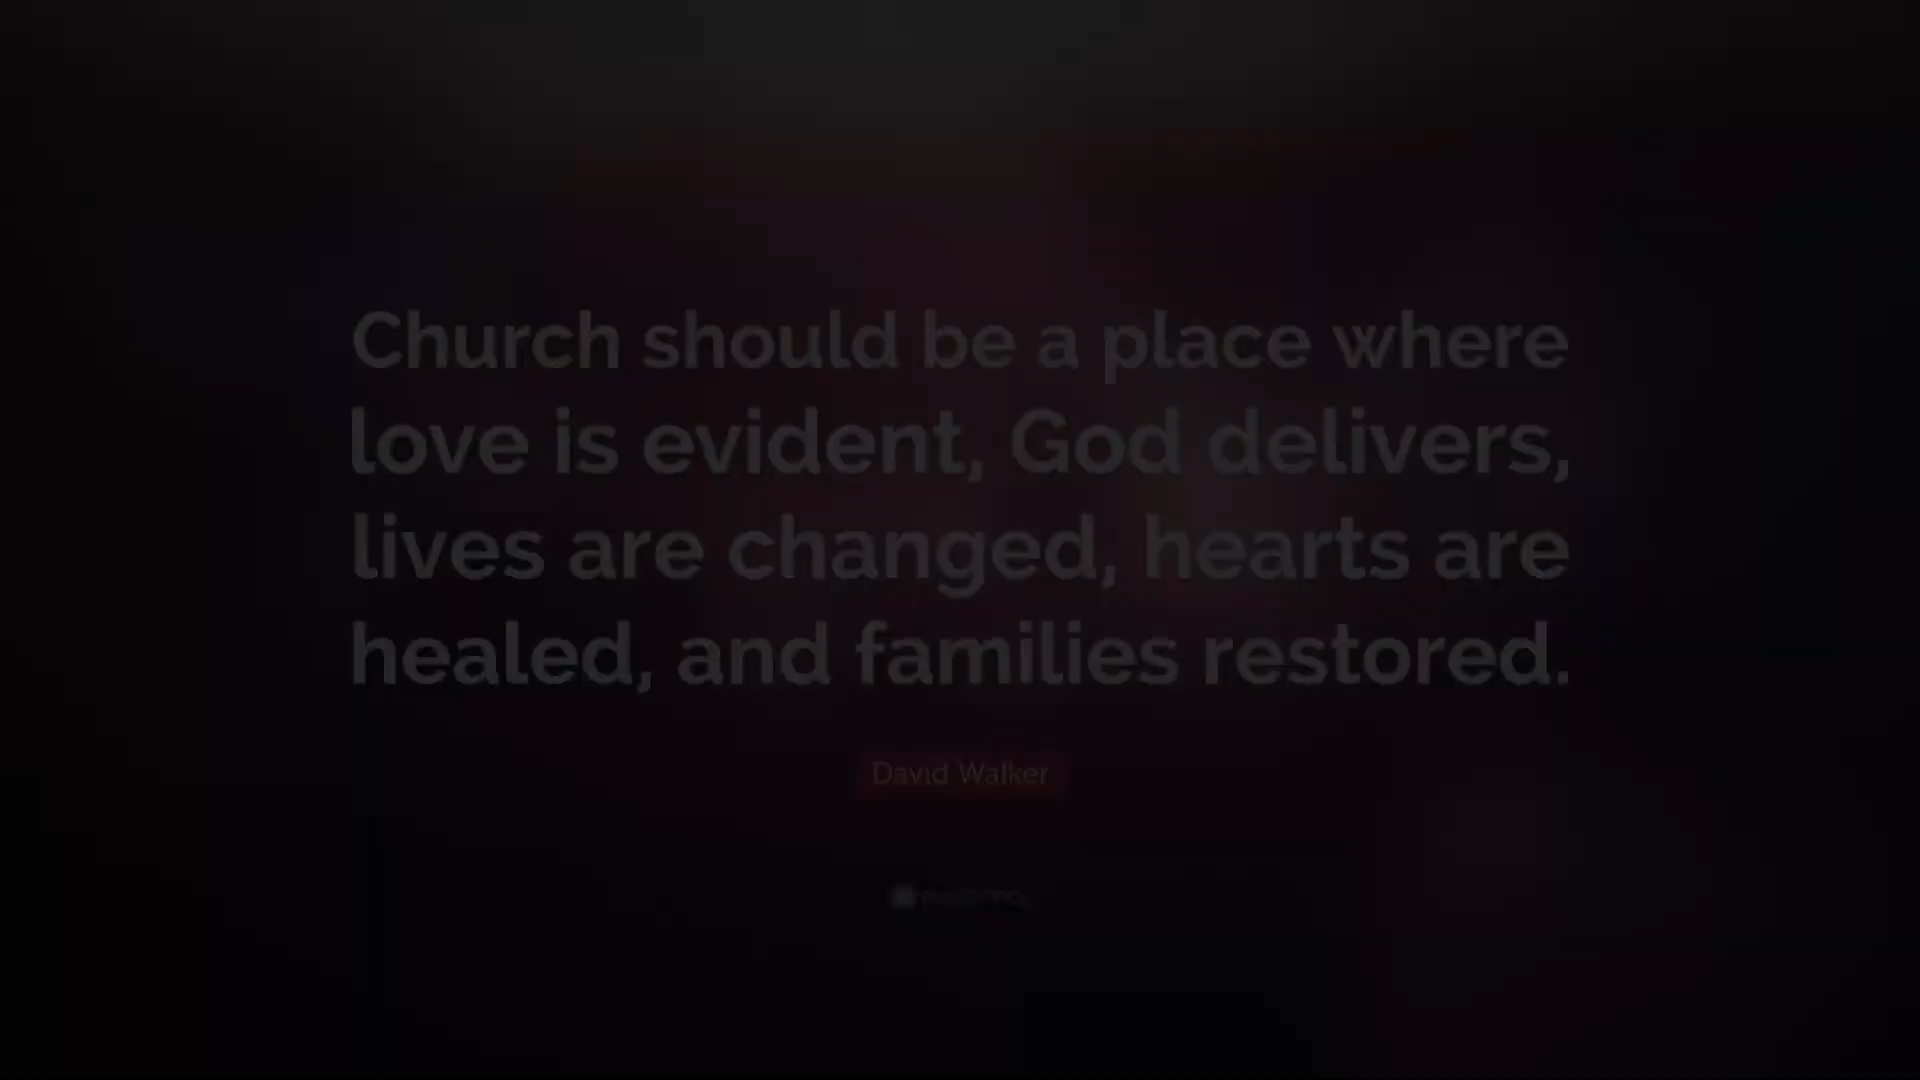 Church should be a place where
love is evident, God delivers,
lives are changed, hearts are
healed, and families restored.
David Walker